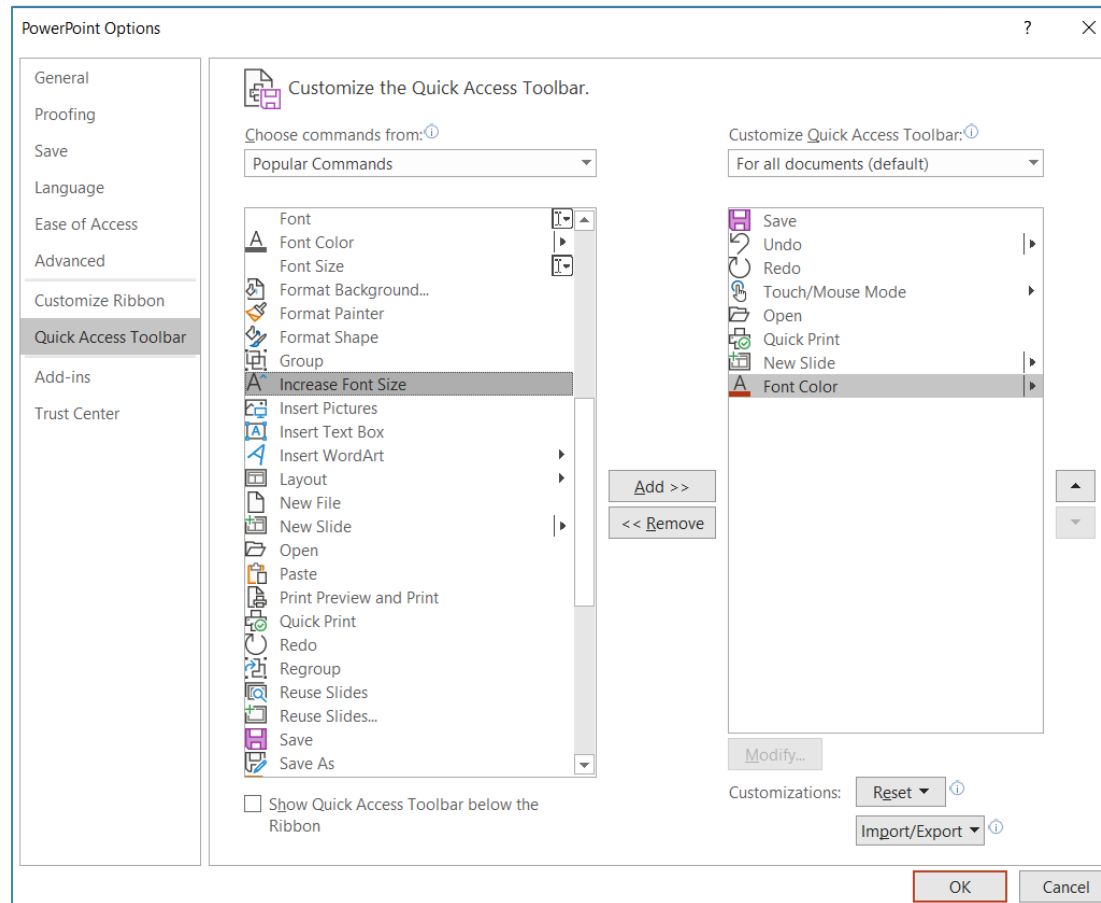 PowerPoint Options
?
General
Proofing
Save
Language
Ease of Access
Advanced
Customize Ribbon
Quick Access Toolbar
Add-ins
Trust Center
Customize the Quick Access Toolbar.
Choose commands from:
Popular Commands
Font
Font Color
Font Size
Format Background...
Format Painter
Format Shape
Group
Increase Font Size
Insert Pictures
Insert Text Box
Insert WordArt
Layout
New File
New Slide
Open
Paste
Print Preview and Print
Quick Print
Redo
Regroup
Reuse Slides
Reuse Slides...
Save
Save As
Show Quick Access Toolbar below the
Ribbon
Add >>
<< Remove
Customize Quick Access Toolbar:
For all documents (default)
Save
Undo
Redo
Touch/Mouse Mode
Open
Quick Print
New Slide
Font Color
Modify...
Customizations:
Reset
Import/Export
OK
Cancel